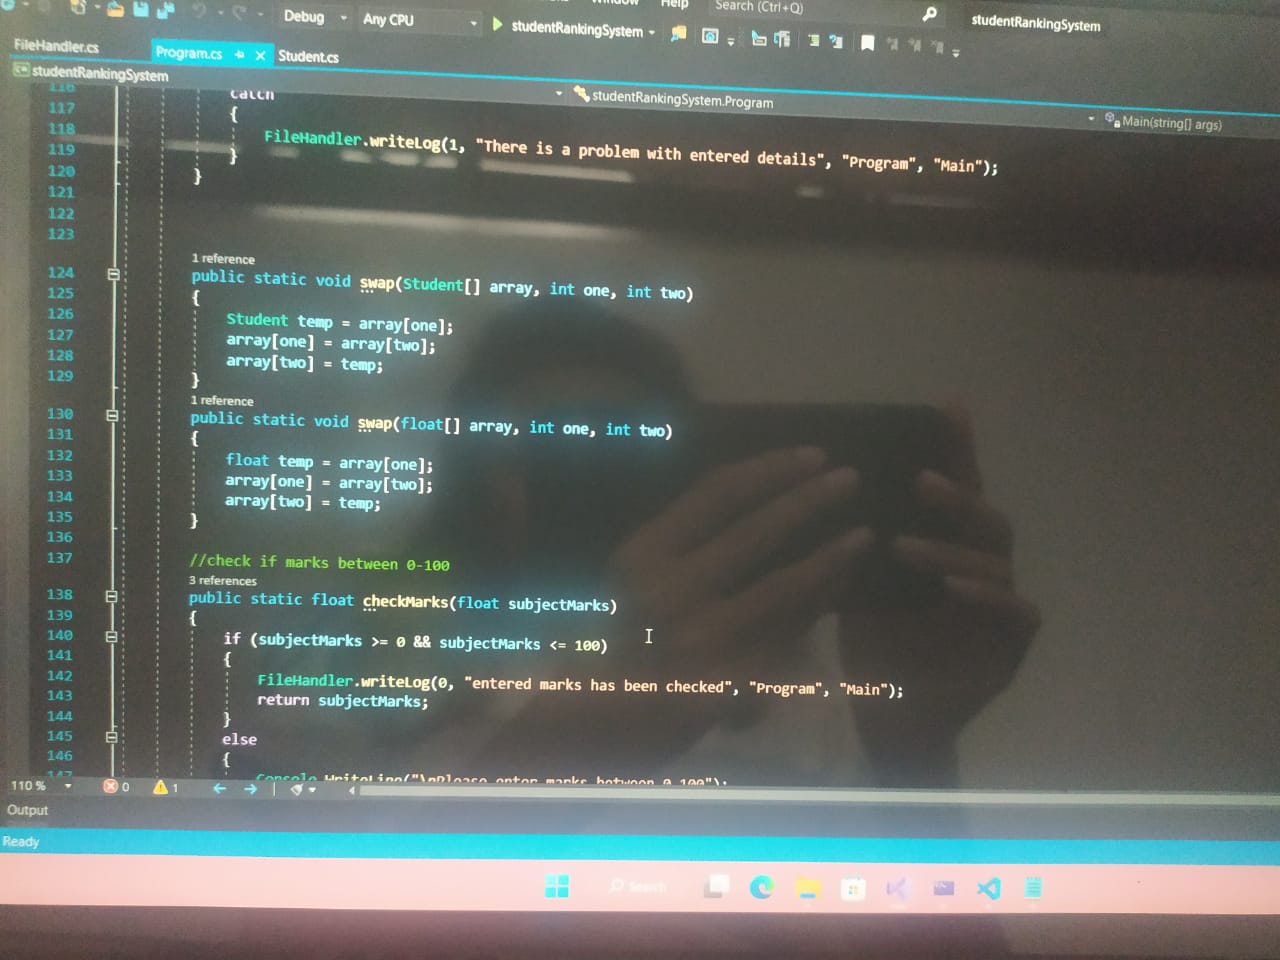 Help
Search (Ctrl+Q)
studentRankingSystem
Debug
Any CPU
studentRankingSystem
FileHandler.cs
Program.cs
Student.cs
studentRankingSystem
studentRankingSystem.Program
Main(string[] args)
116 catch
117 {
118 FileHandler.writeLog(1, "There is a problem with entered details", "Program", "Main");
119 }
120 }
121
122
123
1 reference
124 public static void swap(Student[] array, int one, int two)
125 {
126 Student temp = array[one];
127 array[one] = array[two];
128 array[two] = temp;
129 }
1 reference
130 public static void swap(float[] array, int one, int two)
131 {
132 float temp = array[one];
133 array[one] = array[two];
134 array[two] = temp;
135 }
136
137 //check if marks between 0-100
3 references
138 public static float checkMarks(float subjectMarks)
139 {
140 if (subjectMarks >= 0 && subjectMarks <= 100)
141 {
142 FileHandler.writeLog(0, "entered marks has been checked", "Program", "Main");
143 return subjectMarks;
144 }
145 else
146 {
147 Console.WriteLine("\nPlease enter marks between 0-100");
110 %
0
1
Output
Ready
Search